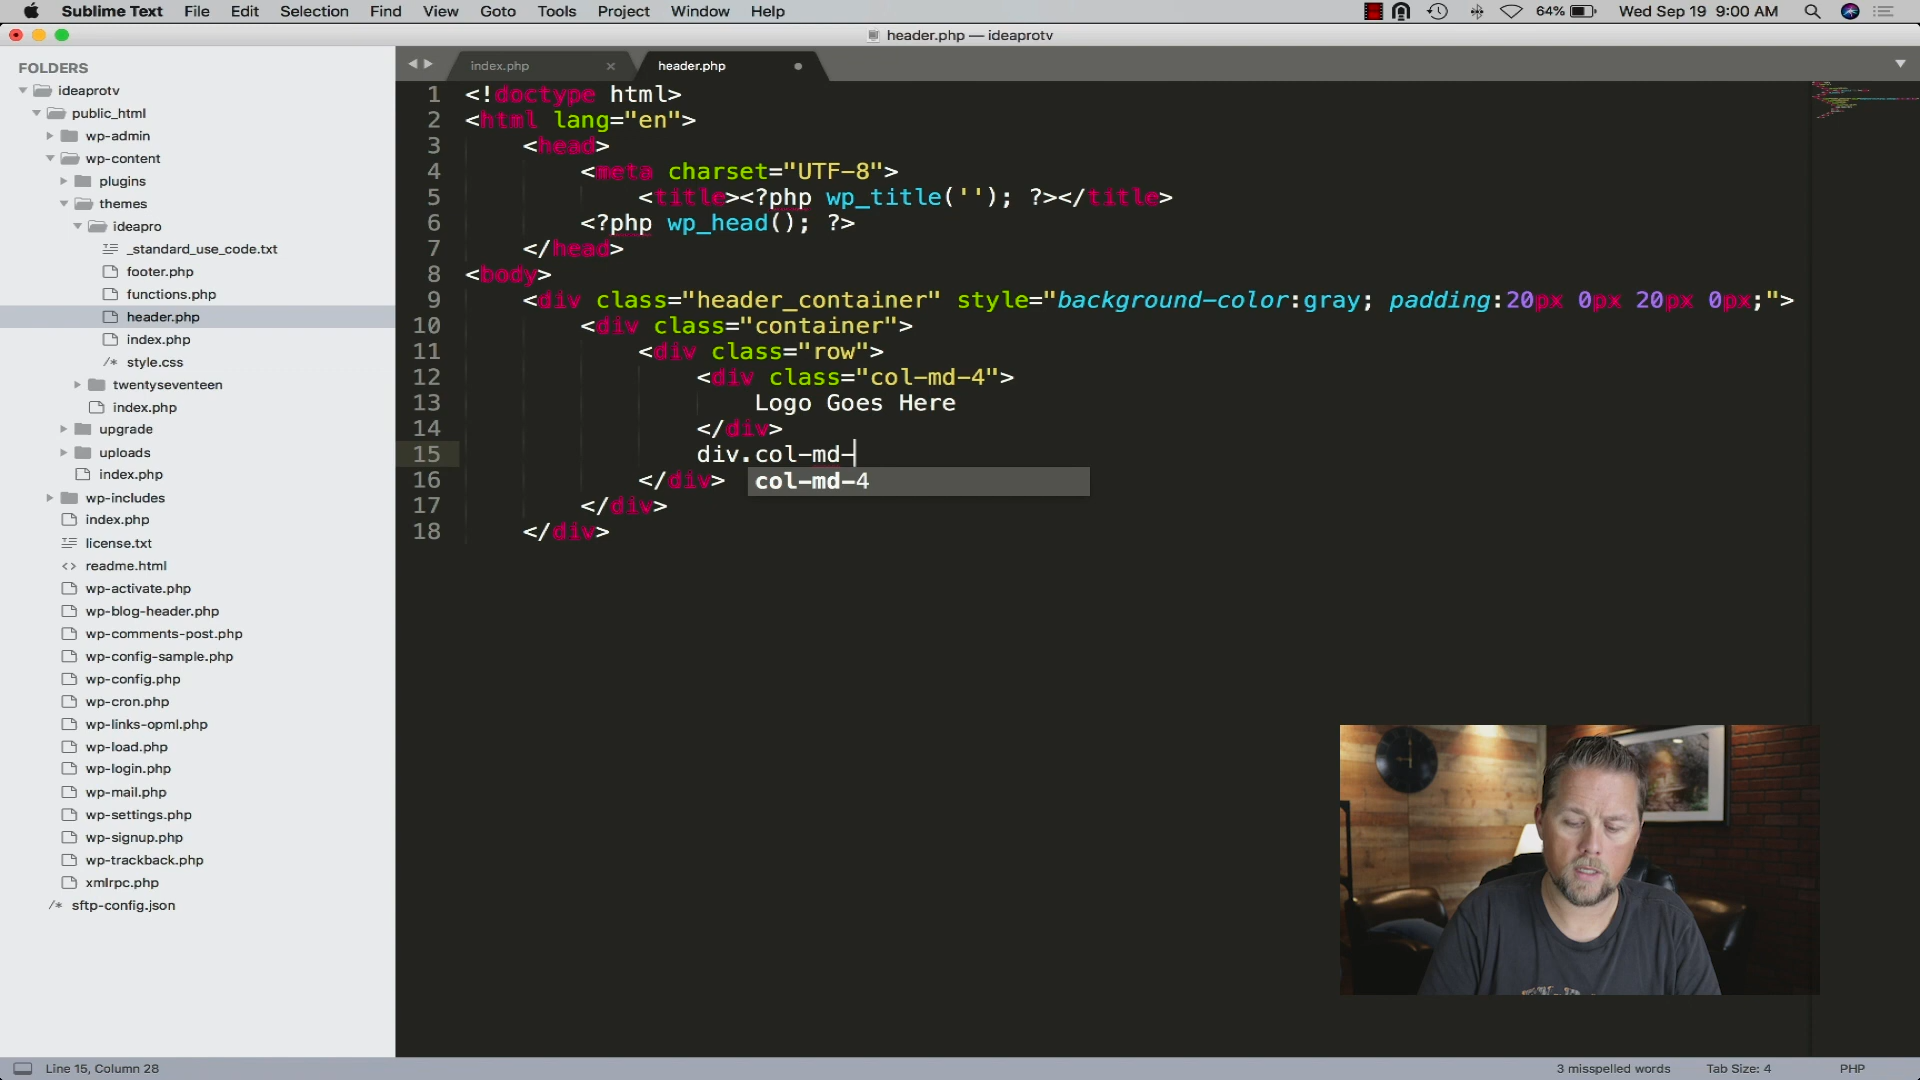 Sublime Text File Edit Selection Find View Goto Tools Project Window Help 64% Wed Sep 19 9:00 AM
header.php — ideaprotv
FOLDERS
ideaprotv
public_html
wp-admin
wp-content
plugins
themes
ideapro
_standard_use_code.txt
footer.php
functions.php
header.php
index.php
style.css
twentyseventeen
index.php
upgrade
uploads
index.php
wp-includes
index.php
license.txt
readme.html
wp-activate.php
wp-blog-header.php
wp-comments-post.php
wp-config-sample.php
wp-config.php
wp-cron.php
wp-links-opml.php
wp-load.php
wp-login.php
wp-mail.php
wp-settings.php
wp-signup.php
wp-trackback.php
xmlrpc.php
sftp-config.json
index.php header.php
1 <!doctype html>
2 <html lang="en">
3 <head>
4 <meta charset="UTF-8">
5 <title><?php wp_title(''); ?></title>
6 <?php wp_head(); ?>
7 </head>
8 <body>
9 <div class="header_container" style="background-color:gray; padding:20px 0px 20px 0px;">
10 <div class="container">
11 <div class="row">
12 <div class="col-md-4">
13 Logo Goes Here
14 </div>
15 div.col-md-
16 </div>
col-md-4
17 </div>
18 </div>
Line 15, Column 28 3 misspelled words Tab Size: 4 PHP